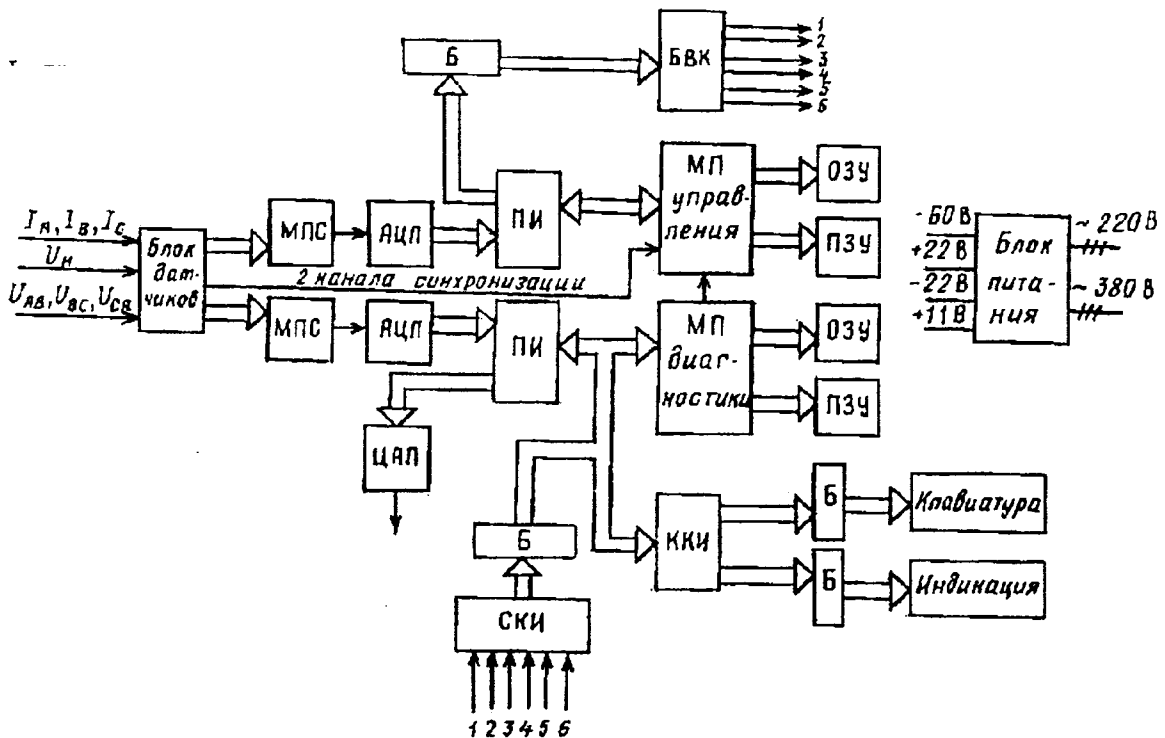 Б
БВК
1
2
3
4
5
6
I_A, I_B, I_C
U_H
U_AB, U_BC, U_CB
Блок
дат-
чиков
МПС
АЦП
ПИ
МП
управ-
ления
ОЗУ
ПЗУ
2 канала синхронизации
МПС
АЦП
ПИ
МП
диаг-
ностики
ОЗУ
ПЗУ
- 60 В
+22 В
-22 В
+11 В
Блок
пита-
ния
~ 220 В
~ 380 В
ЦАП
Б
СКИ
1 2 3 4 5 6
ККИ
Б
Клавиатура
Б
Индикация